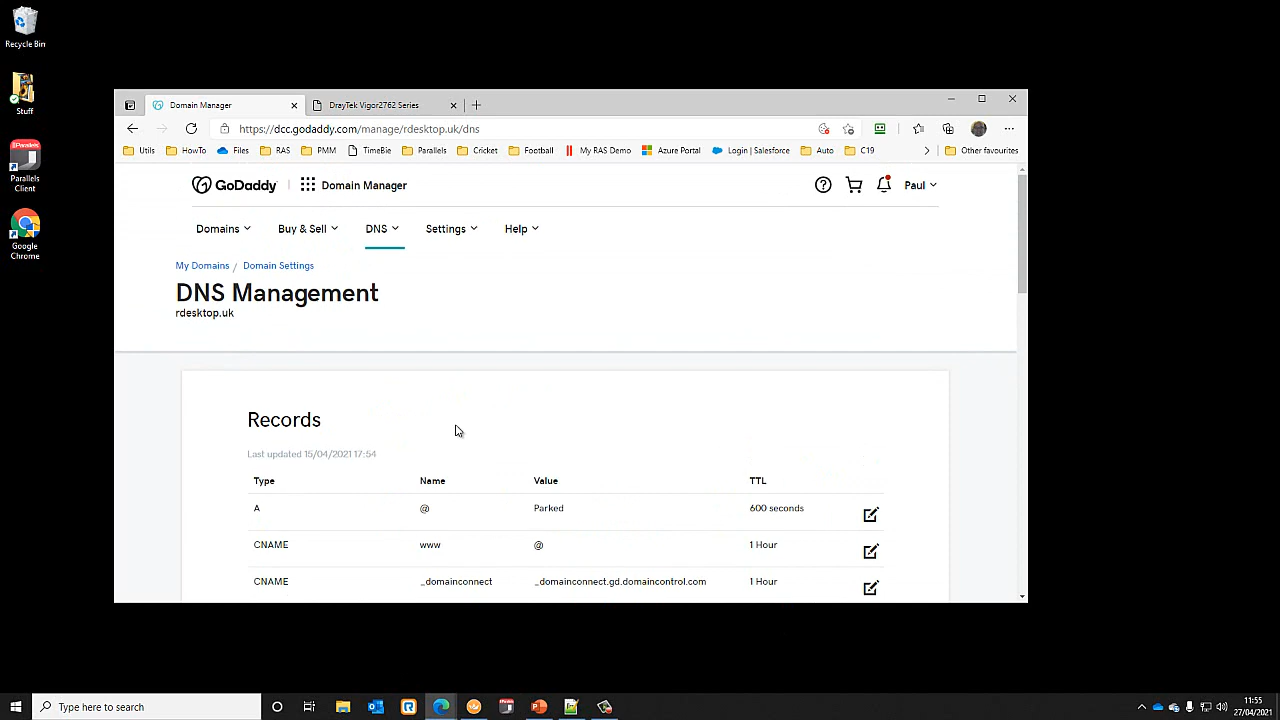 Recycle Bin
Stuff
Parallels
Parallels
Client
Google
Chrome
Domain Manager
DrayTek Vigor2762 Series
https://dcc.godaddy.com/manage/rdesktop.uk/dns
Utils HowTo Files RAS PMM TimeBie Parallels Cricket Football My RAS Demo Azure Portal Login | Salesforce Auto C19 Other favourites
GoDaddy Domain Manager Paul
Domains Buy & Sell DNS Settings Help
My Domains / Domain Settings
DNS Management
rdesktop.uk
Records
Last updated 15/04/2021 17:54
Type Name Value TTL
A @ Parked 600 seconds
CNAME www @ 1 Hour
CNAME _domainconnect _domainconnect.gd.domaincontrol.com 1 Hour
Type here to search
11:55
27/04/2021